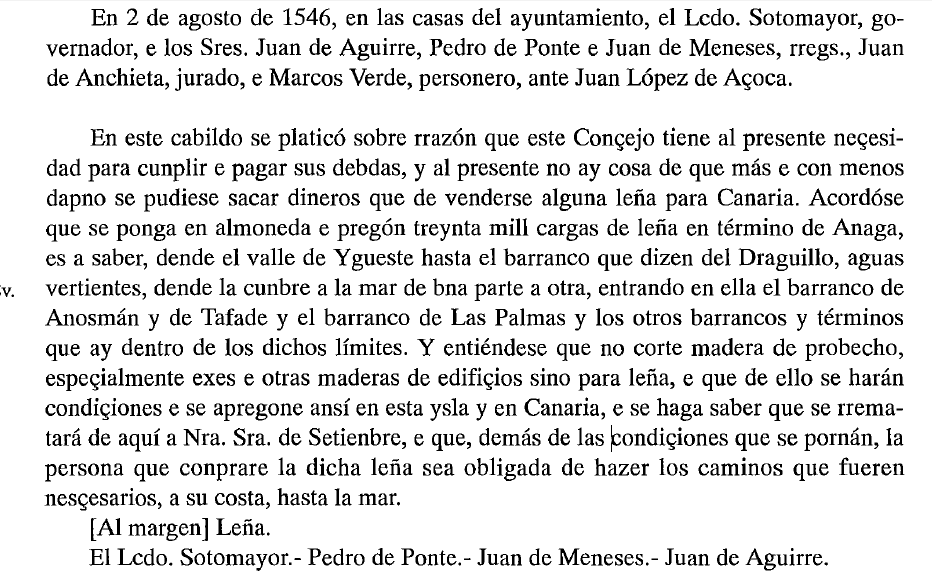 En 2 de agosto de 1546, en las casas del ayuntamiento, el Lcdo. Sotomayor, go-
vernador, e los Sres. Juan de Aguirre, Pedro de Ponte e Juan de Meneses, rregs., Juan
de Anchieta, jurado, e Marcos Verde, personero, ante Juan López de Açoca.
En este cabildo se platicó sobre rrazón que este Conçejo tiene al presente neçesi-
dad para cunplir e pagar sus debdas, y al presente no ay cosa de que más e con menos
dapno se pudiese sacar dineros que de venderse alguna leña para Canaria. Acordóse
que se ponga en almoneda e pregón treynta mill cargas de leña en término de Anaga,
es a saber, dende el valle de Ygueste hasta el barranco que dizen del Draguillo, aguas
v. vertientes, dende la cunbre a la mar de bna parte a otra, entrando en ella el barranco de
Anosmán y de Tafade y el barranco de Las Palmas y los otros barrancos y términos
que ay dentro de los dichos límites. Y entiéndese que no corte madera de probecho,
espeçialmente exes e otras maderas de edifiçios sino para leña, e que de ello se harán
condiçiones e se apregone ansí en esta ysla y en Canaria, e se haga saber que se rrema-
tará de aquí a Nra. Sra. de Setienbre, e que, demás de las |condiçiones que se pornán, la
persona que conprare la dicha leña sea obligada de hazer los caminos que fueren
nesçesarios, a su costa, hasta la mar.
[Al margen] Leña.
El Lcdo. Sotomayor.- Pedro de Ponte.- Juan de Meneses.- Juan de Aguirre.